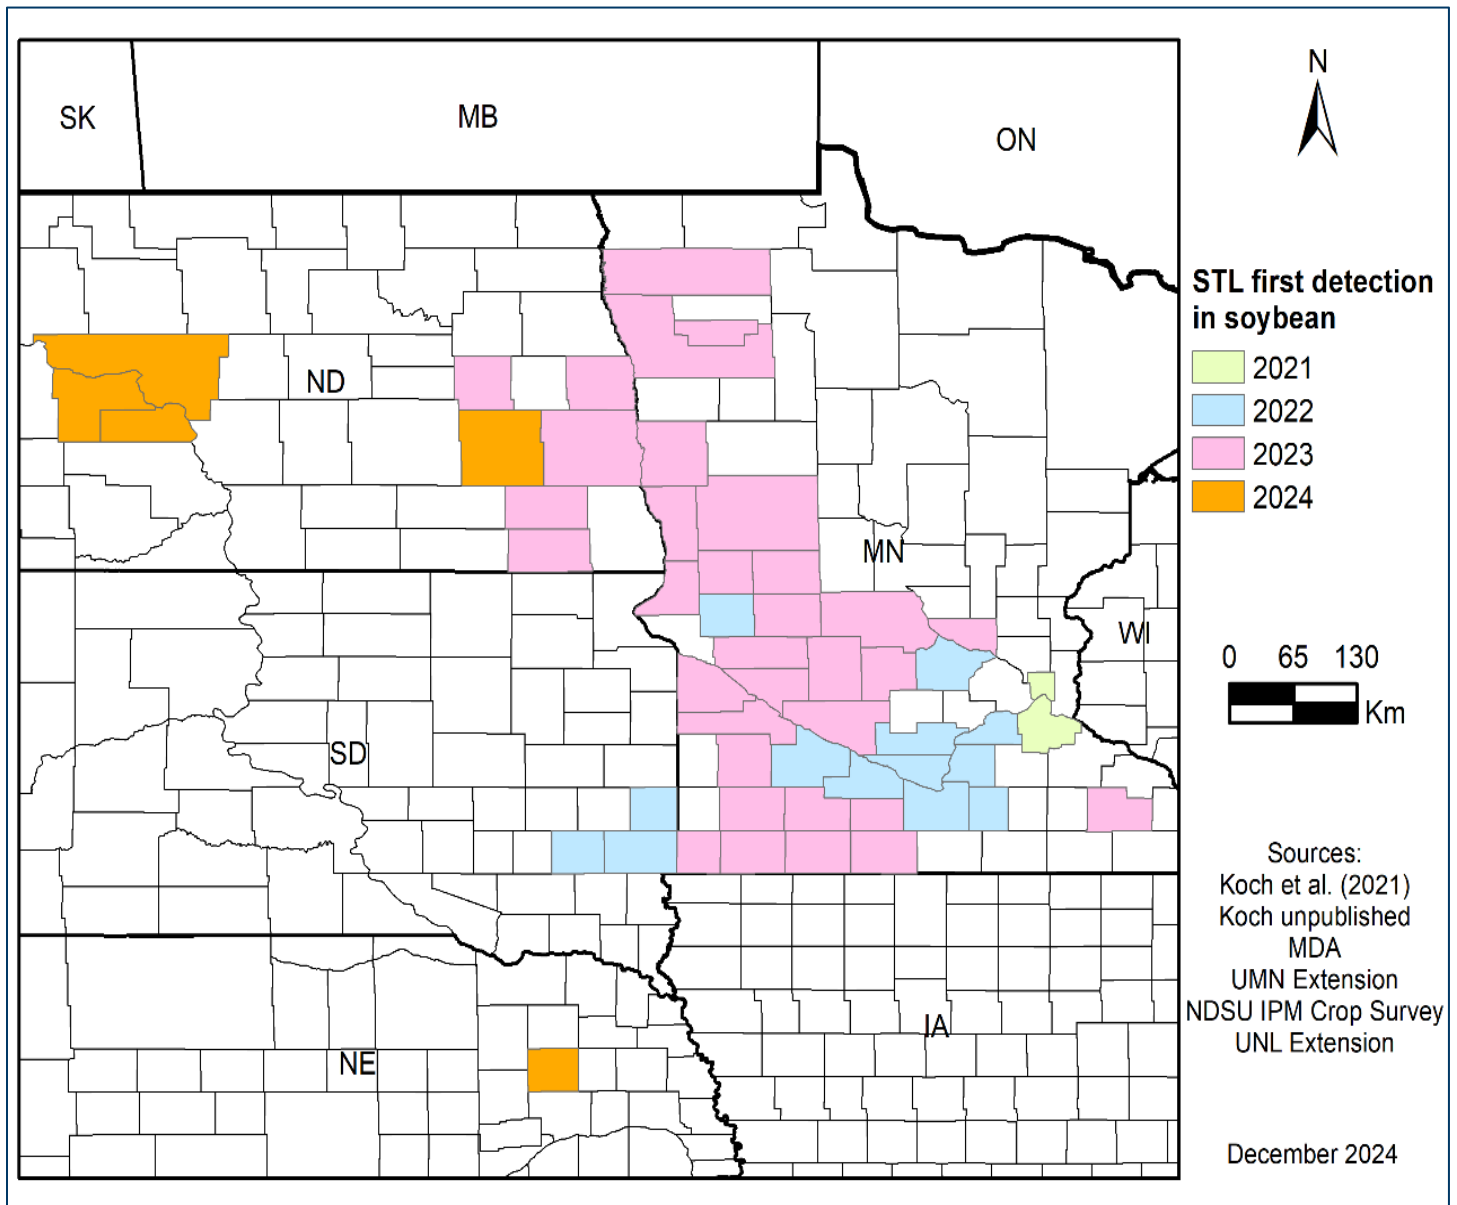 SK
MB
ON
N
STL first detection
in soybean
2021
2022
2023
2024
ND
MN
WI
0 65 130
Km
SD
Sources:
Koch et al. (2021)
Koch unpublished
MDA
UMN Extension
NDSU IPM Crop Survey
UNL Extension
IA
NE
December 2024